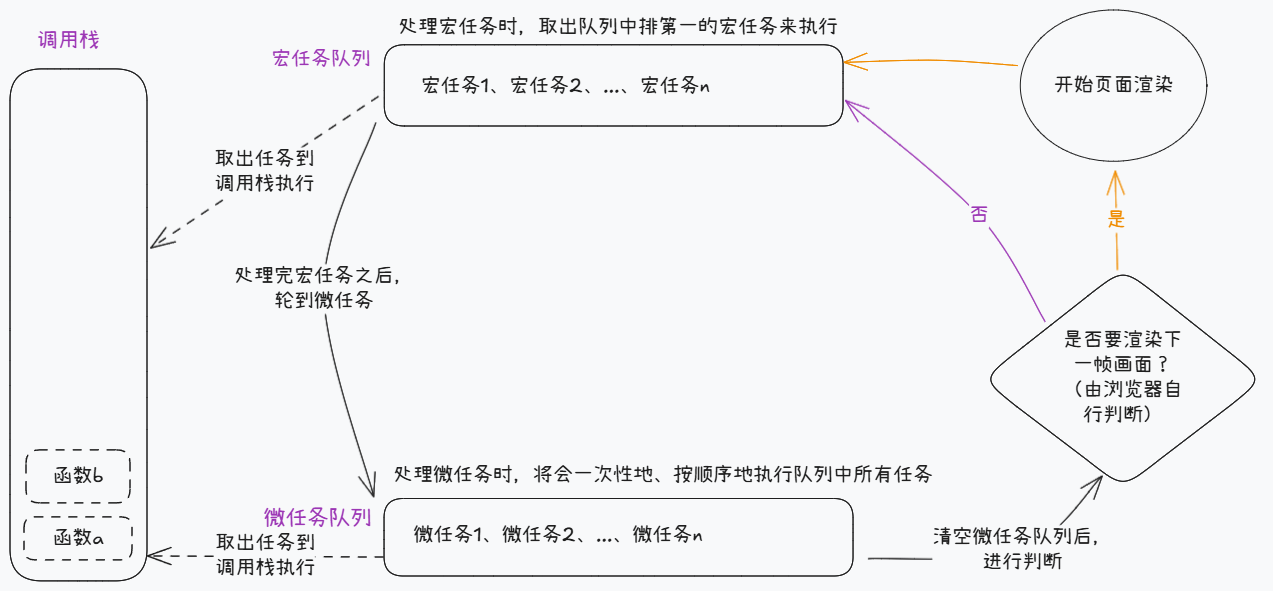 处理宏任务时，取出队列中排第一的宏任务来执行
调用栈
宏任务队列
宏任务1、宏任务2、...、宏任务n
开始页面渲染
取出任务到
调用栈执行
否
是
处理完宏任务之后，
轮到微任务
是否要渲染下
一帧画面？
（由浏览器自
行判断）
函数b
处理微任务时，将会一次性地、按顺序地执行队列中所有任务
微任务队列
函数a
微任务1、微任务2、...、微任务n
取出任务到
调用栈执行
清空微任务队列后，
进行判断